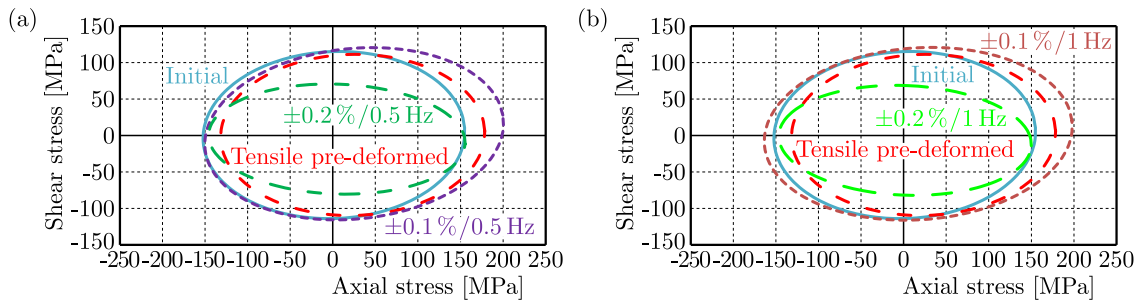 (a)
Shear stress [MPa]
150
100
50
0
-50
-100
-150
-250
-200
-150
-100
-50
0
50
100
150
200
250
Axial stress [MPa]
Initial
±0.2 %/0.5 Hz
Tensile pre-deformed
±0.1 %/0.5 Hz
(b)
Shear stress [MPa]
150
100
50
0
-50
-100
-150
-250
-200
-150
-100
-50
0
50
100
150
200
250
Axial stress [MPa]
±0.1 %/1 Hz
Initial
±0.2 %/1 Hz
Tensile pre-deformed